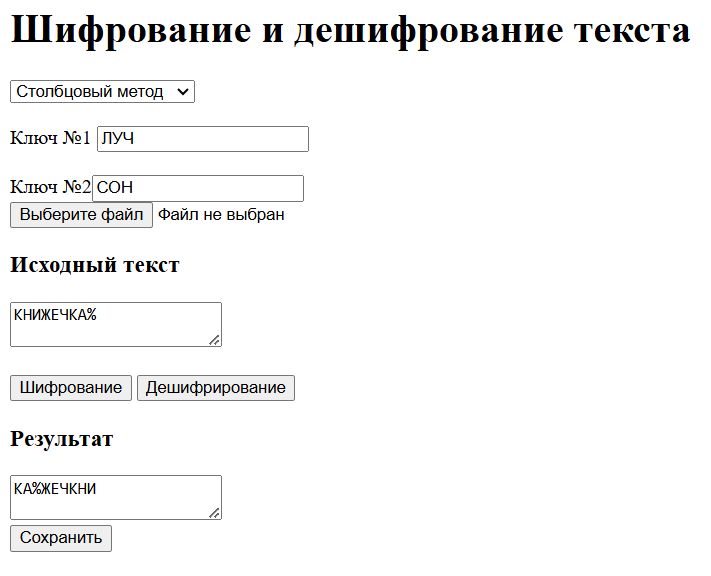 Шифрование и дешифрование текста
Столбцовый метод
Ключ №1 ЛУЧ
Ключ №2 СОН
Выберите файл Файл не выбран
Исходный текст
КНИЖЕЧКА%
Шифрование Дешифрирование
Результат
КА%ЖЕЧКНИ
Сохранить